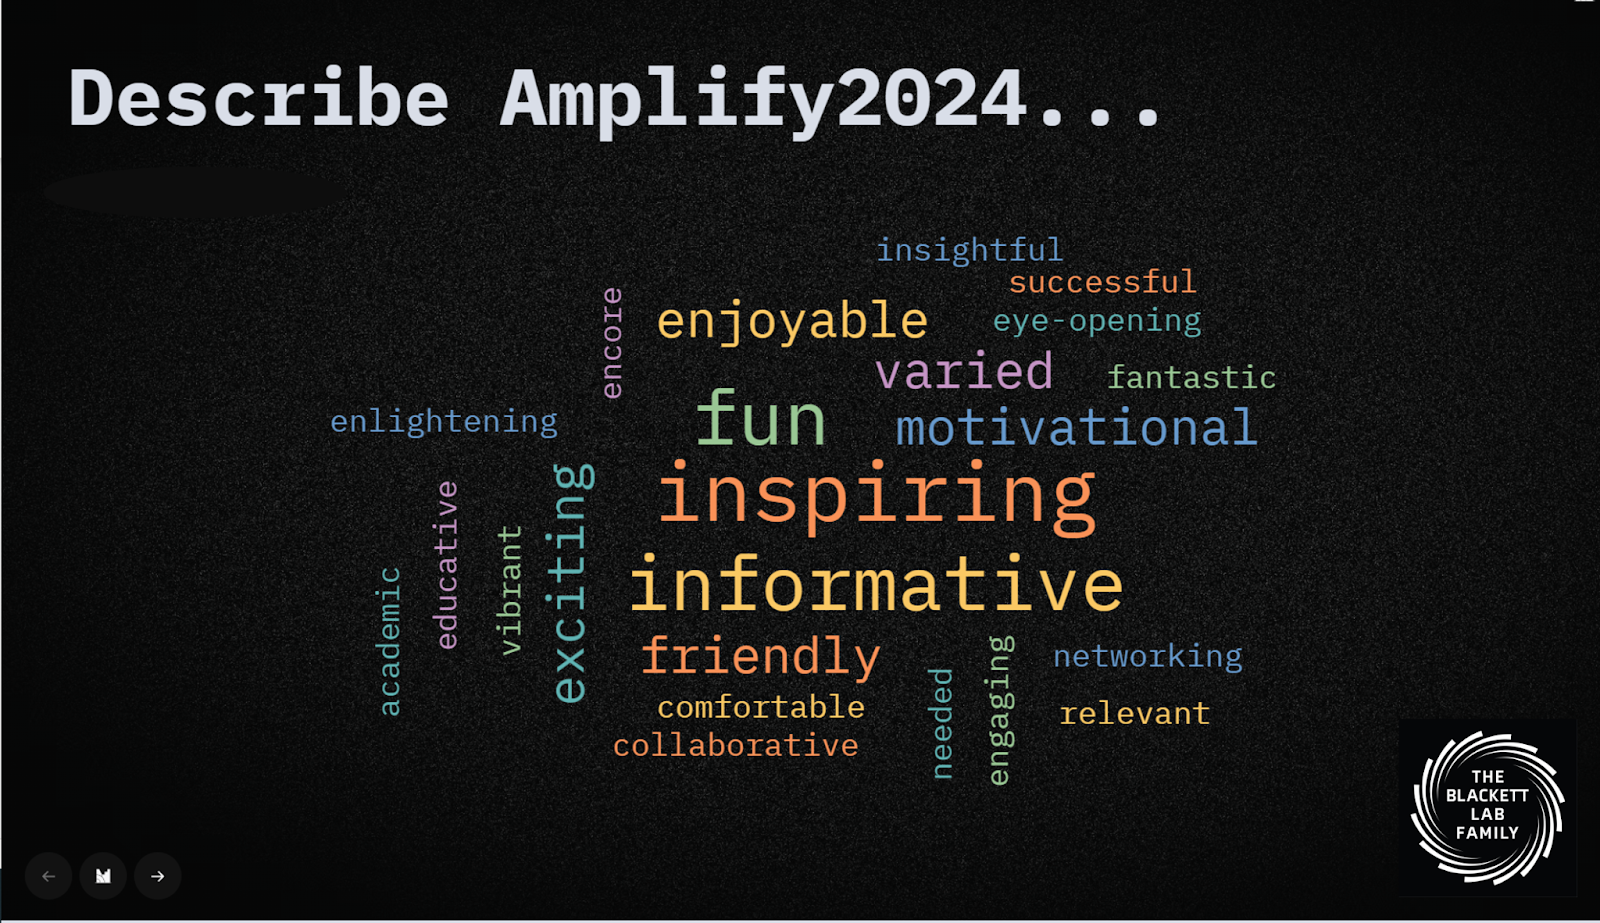 Describe Amplify2024...
insightful
successful
encore
enjoyable
eye-opening
varied
fantastic
enlightening
fun
motivational
inspiring
exciting
educative
vibrant
academic
informative
friendly
networking
comfortable
needed
engaging
relevant
collaborative
THE
BLACKETT
LAB
FAMILY